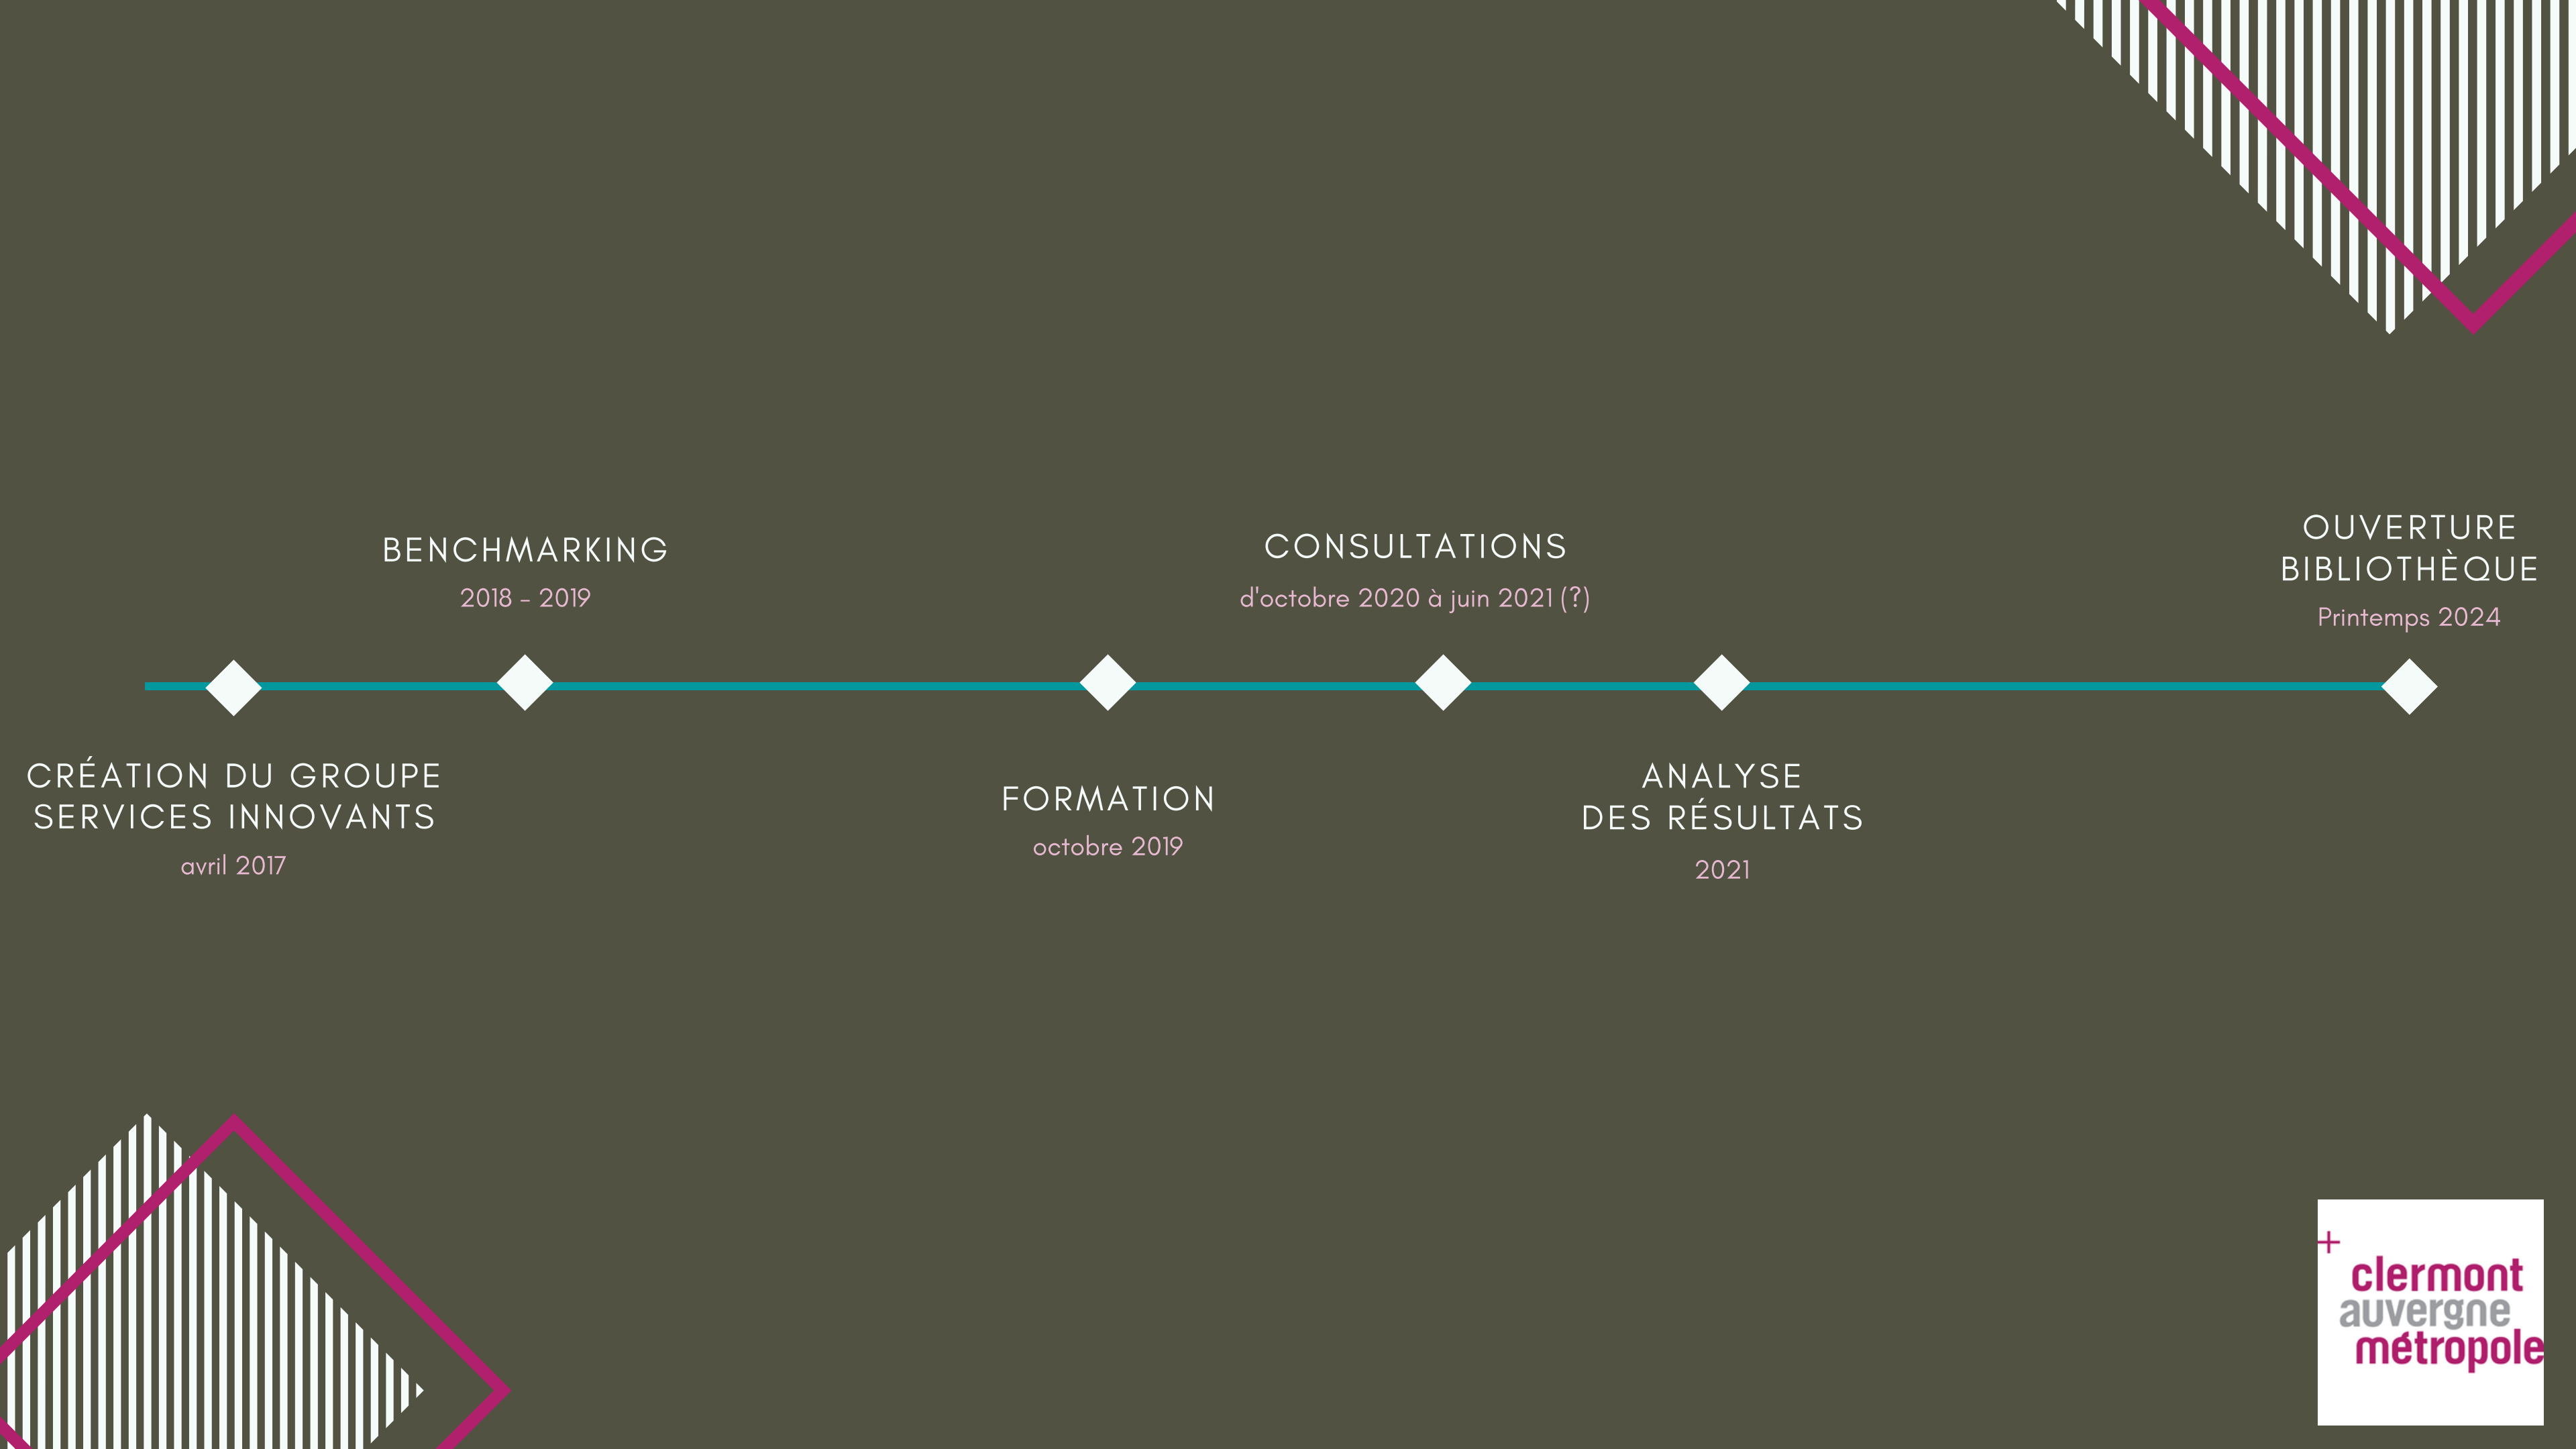 BENCHMARKING
2018 - 2019
CONSULTATIONS
d'octobre 2020 à juin 2021 (?)
OUVERTURE
BIBLIOTHÈQUE
Printemps 2024
CRÉATION DU GROUPE
SERVICES INNOVANTS
avril 2017
FORMATION
octobre 2019
ANALYSE
DES RÉSULTATS
2021
+
clermont
auvergne
métropole